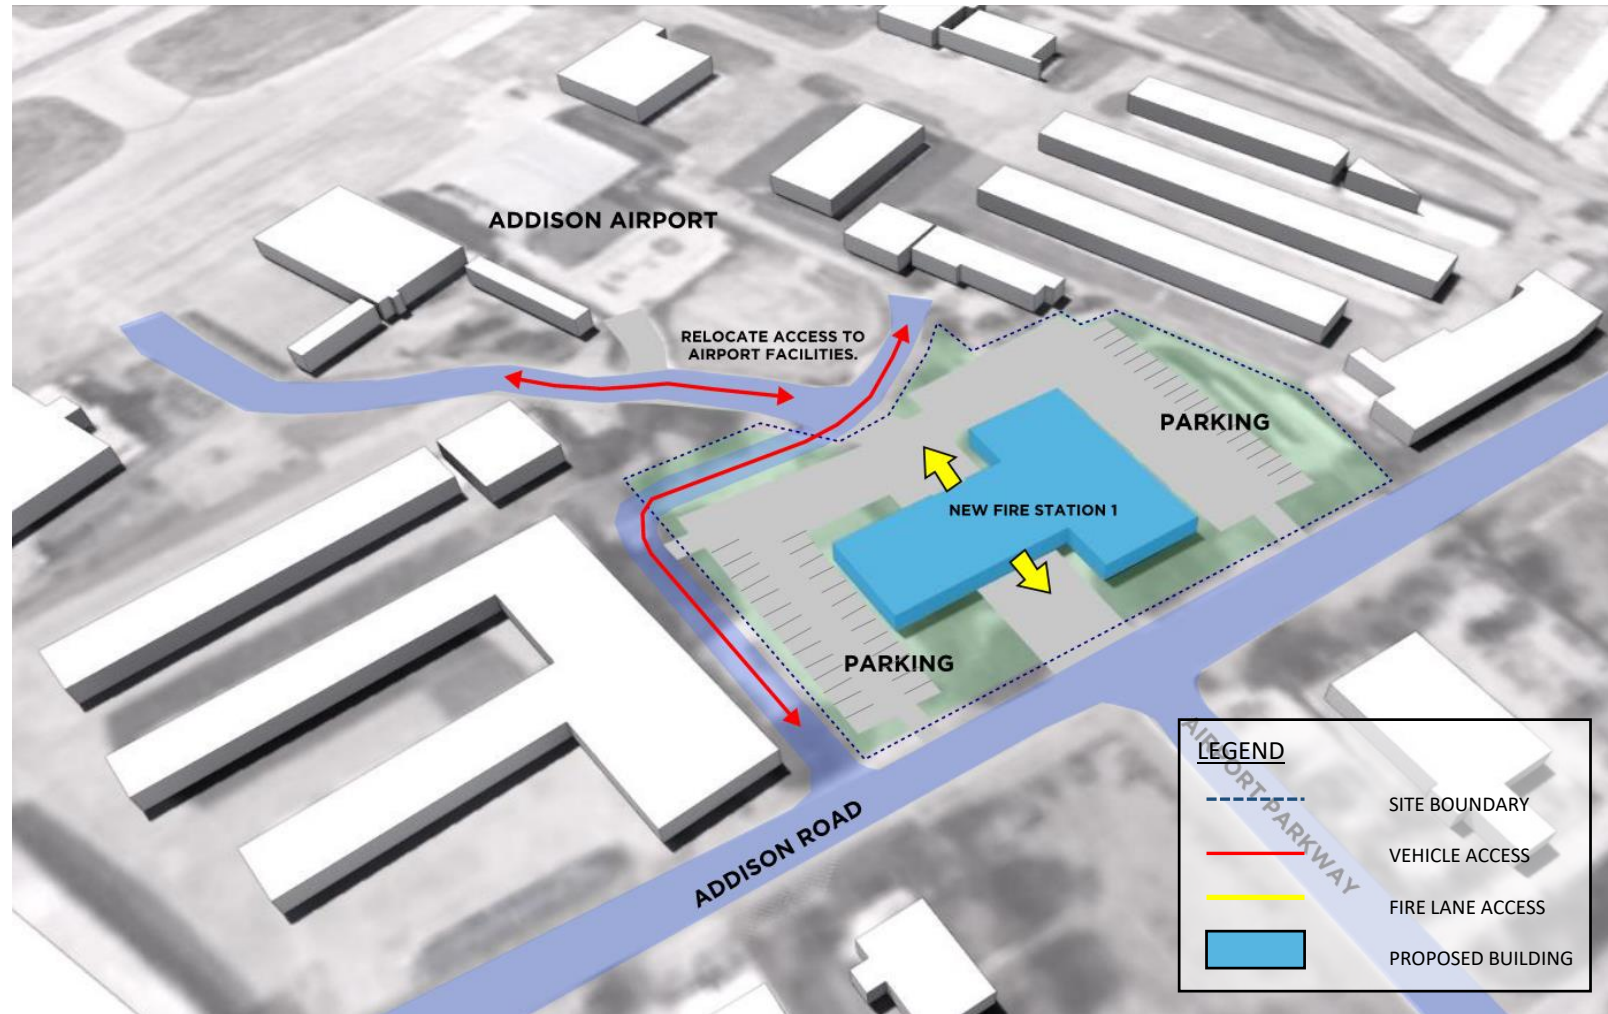 ADDISON AIRPORT
RELOCATE ACCESS TO
AIRPORT FACILITIES.
PARKING
NEW FIRE STATION 1
PARKING
ADDISON ROAD
AIRPORT PARKWAY
LEGEND
SITE BOUNDARY
VEHICLE ACCESS
FIRE LANE ACCESS
PROPOSED BUILDING